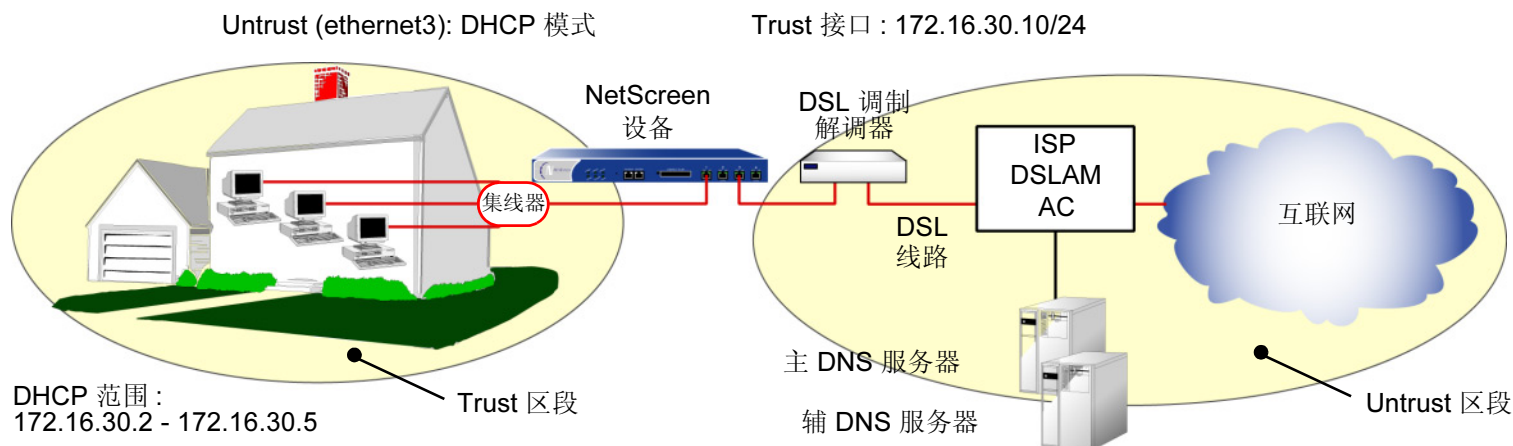 Untrust (ethernet3): DHCP 模式
Trust 接口 : 172.16.30.10/24
NetScreen
设备
DSL 调制
解调器
ISP
DSLAM
AC
集线器
互联网
DSL
线路
主 DNS 服务器
辅 DNS 服务器
DHCP 范围 :
172.16.30.2 - 172.16.30.5
Trust 区段
Untrust 区段